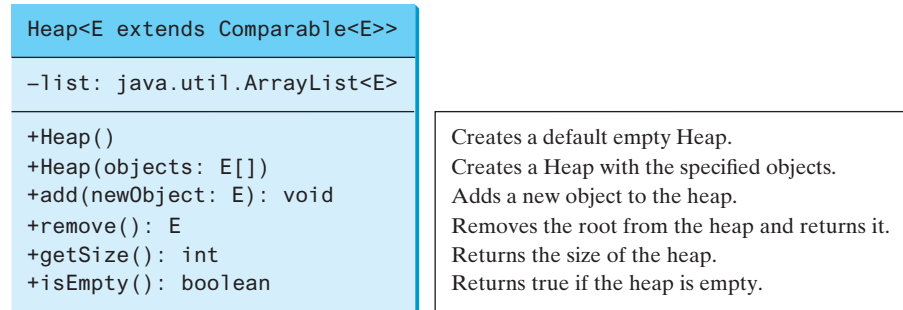 Heap<E extends Comparable<E>>
–list: java.util.ArrayList<E>
+Heap()
+Heap(objects: E[])
+add(newObject: E): void
+remove(): E
+getSize(): int
+isEmpty(): boolean
Creates a default empty Heap.
Creates a Heap with the specified objects.
Adds a new object to the heap.
Removes the root from the heap and returns it.
Returns the size of the heap.
Returns true if the heap is empty.